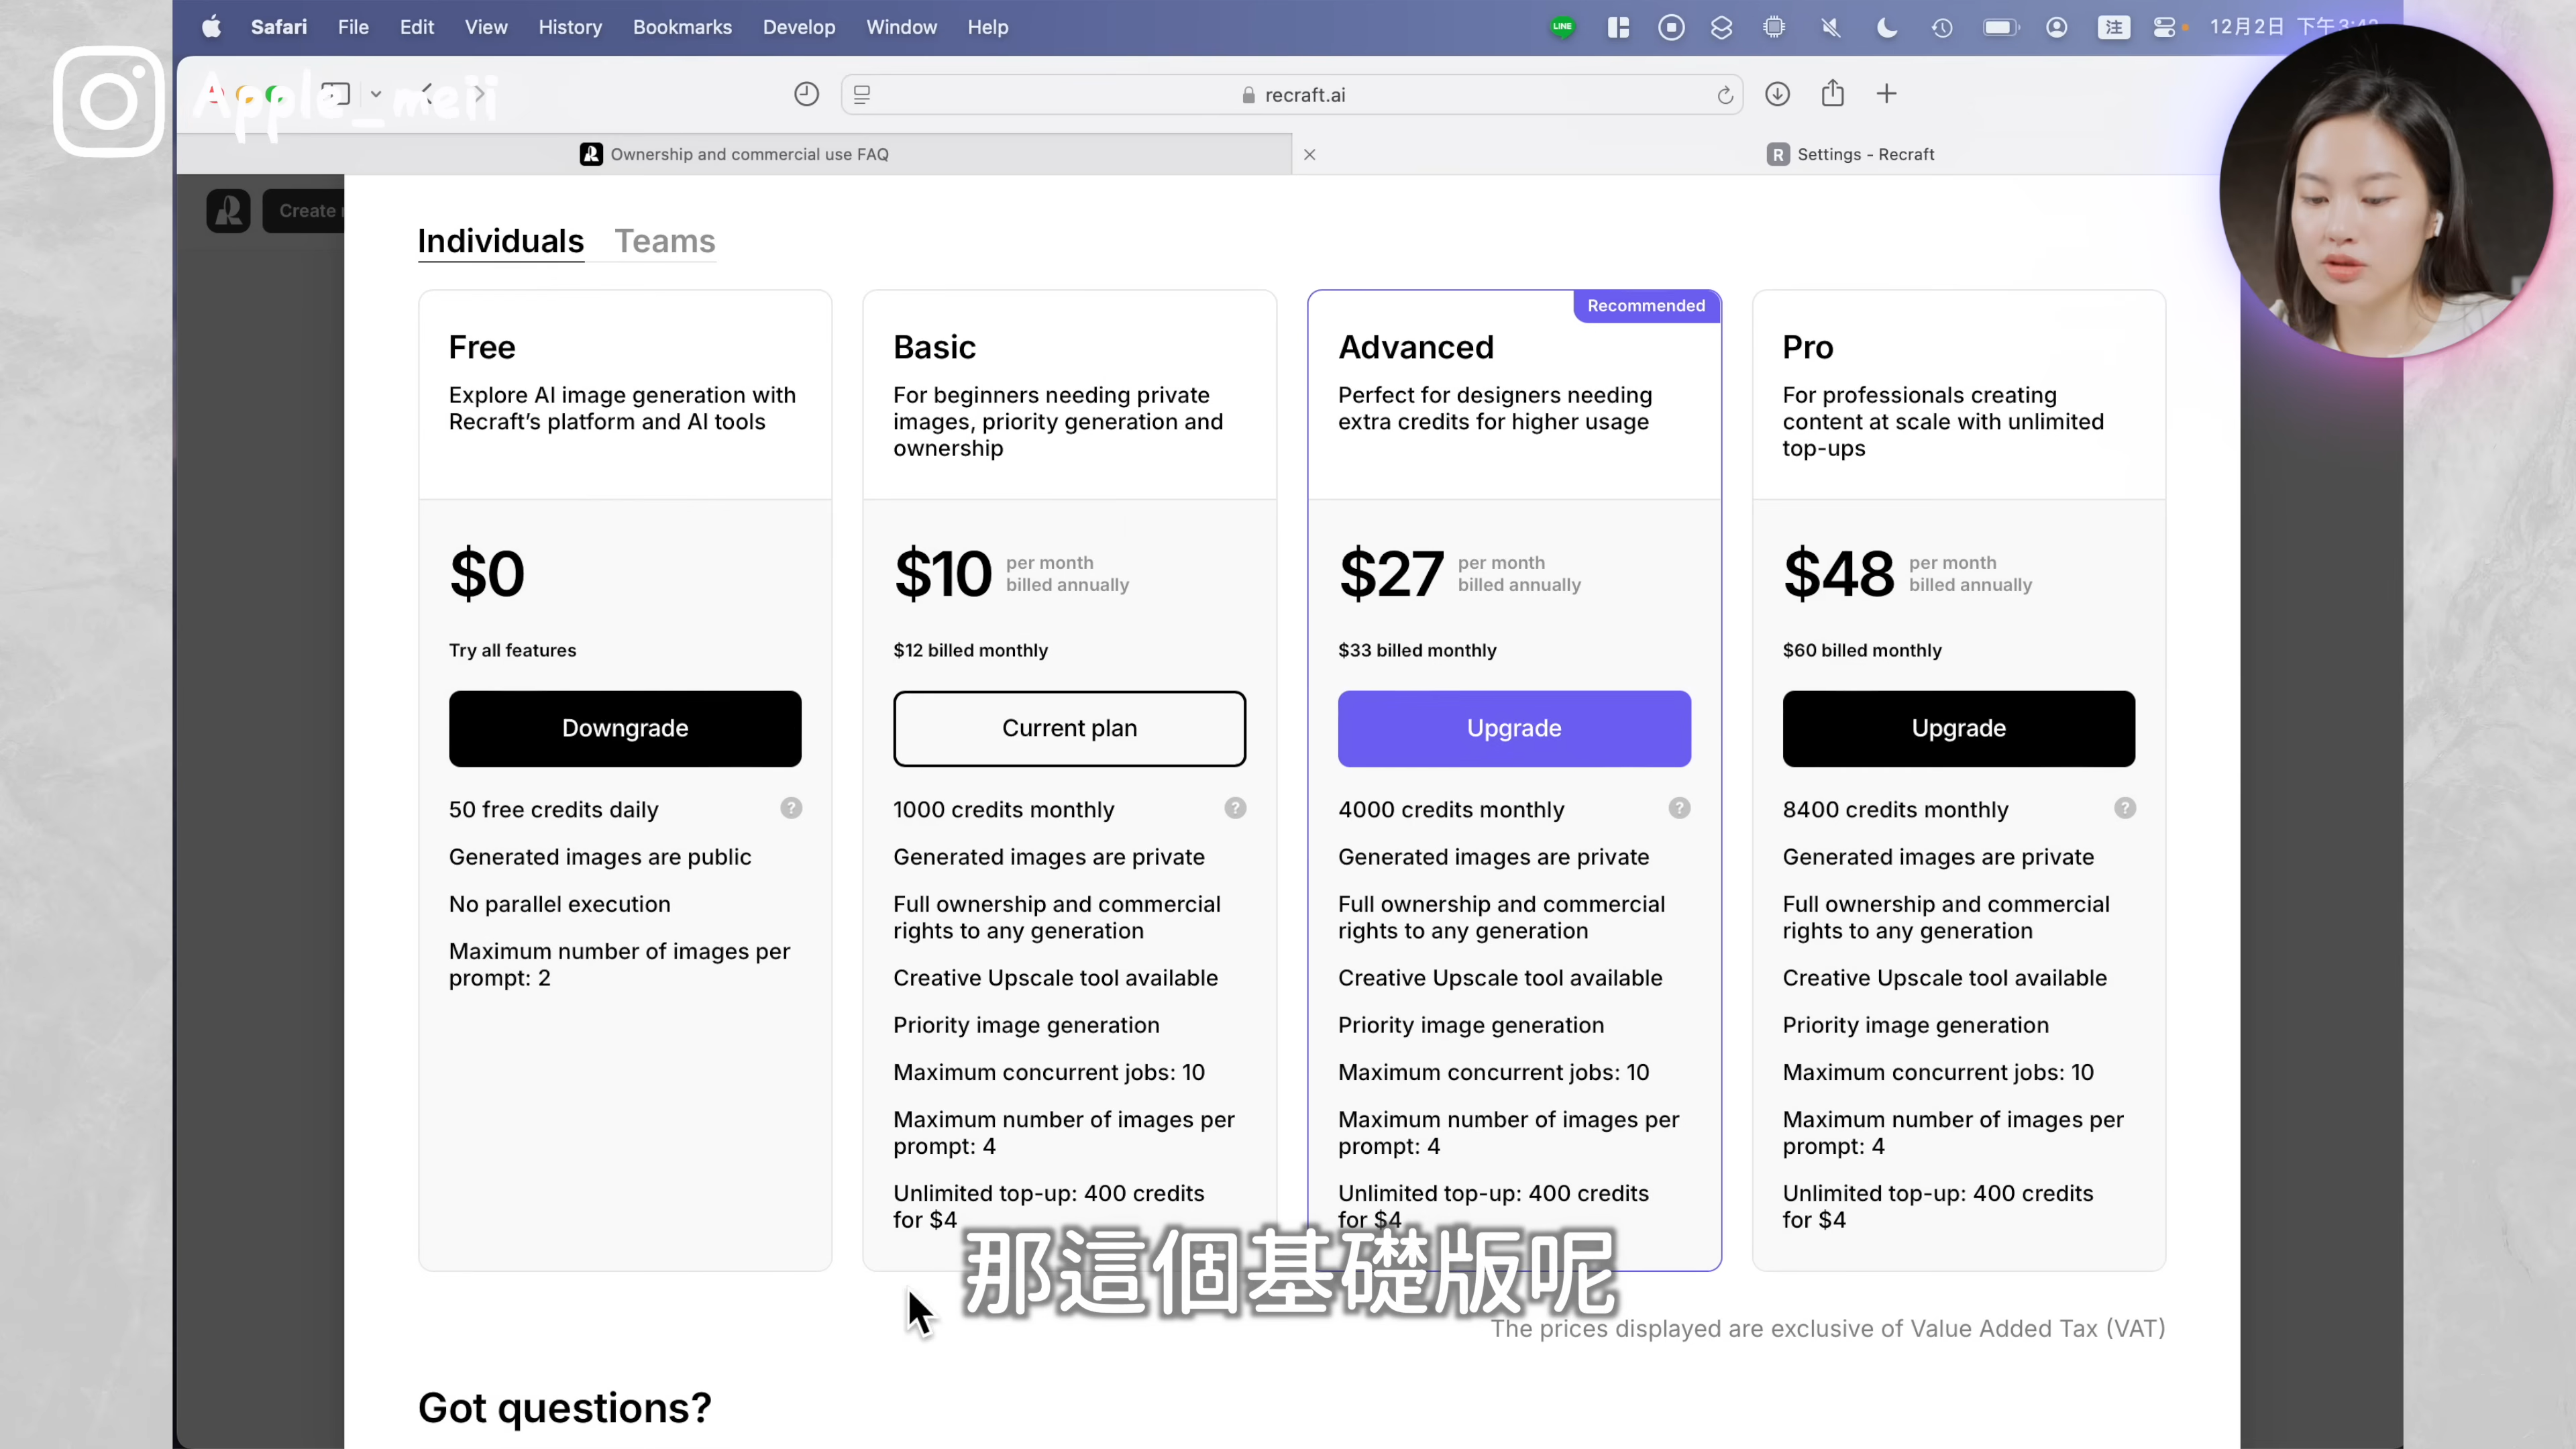 Safari File Edit View History Bookmarks Develop Window Help
LINE
注
12月2日 下午3:42
Apple_meii
recraft.ai
Ownership and commercial use FAQ
R Settings - Recraft
Create
Individuals Teams
Free
Explore AI image generation with
Recraft's platform and AI tools
$0
Try all features
Downgrade
50 free credits daily ?
Generated images are public
No parallel execution
Maximum number of images per
prompt: 2
Basic
For beginners needing private
images, priority generation and
ownership
$10 per month
billed annually
$12 billed monthly
Current plan
1000 credits monthly ?
Generated images are private
Full ownership and commercial
rights to any generation
Creative Upscale tool available
Priority image generation
Maximum concurrent jobs: 10
Maximum number of images per
prompt: 4
Unlimited top-up: 400 credits
for $4
Recommended
Advanced
Perfect for designers needing
extra credits for higher usage
$27 per month
billed annually
$33 billed monthly
Upgrade
4000 credits monthly ?
Generated images are private
Full ownership and commercial
rights to any generation
Creative Upscale tool available
Priority image generation
Maximum concurrent jobs: 10
Maximum number of images per
prompt: 4
Unlimited top-up: 400 credits
for $4
Pro
For professionals creating
content at scale with unlimited
top-ups
$48 per month
billed annually
$60 billed monthly
Upgrade
8400 credits monthly ?
Generated images are private
Full ownership and commercial
rights to any generation
Creative Upscale tool available
Priority image generation
Maximum concurrent jobs: 10
Maximum number of images per
prompt: 4
Unlimited top-up: 400 credits
for $4
那這個基礎版呢
The prices displayed are exclusive of Value Added Tax (VAT)
Got questions?